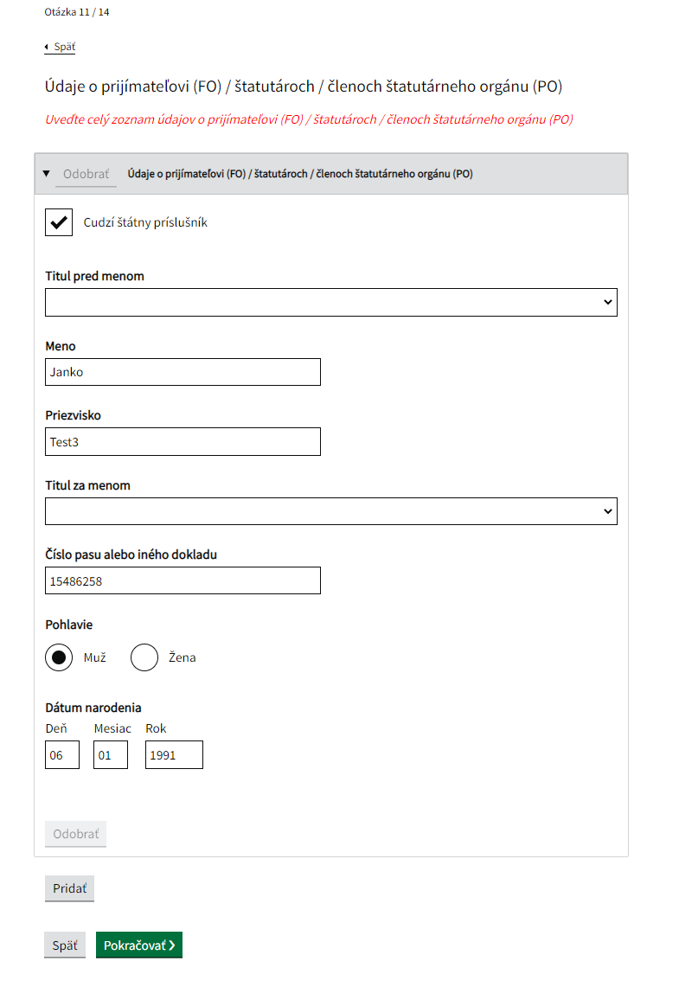 Otázka 11 / 14
Späť
Údaje o prijímateľovi (FO) / štatutároch / členoch štatutárneho orgánu (PO)
Uveďte celý zoznam údajov o prijímateľovi (FO) / štatutároch / členoch štatutárneho orgánu (PO)
Odobrať Údaje o prijímateľovi (FO) / štatutároch / členoch štatutárneho orgánu (PO)
Cudzí štátny príslušník
Titul pred menom
Meno
Janko
Priezvisko
Test3
Titul za menom
Číslo pasu alebo iného dokladu
15486258
Pohlavie
Muž Žena
Dátum narodenia
Deň Mesiac Rok
06 01 1991
Odobrať
Pridať
Späť Pokračovať